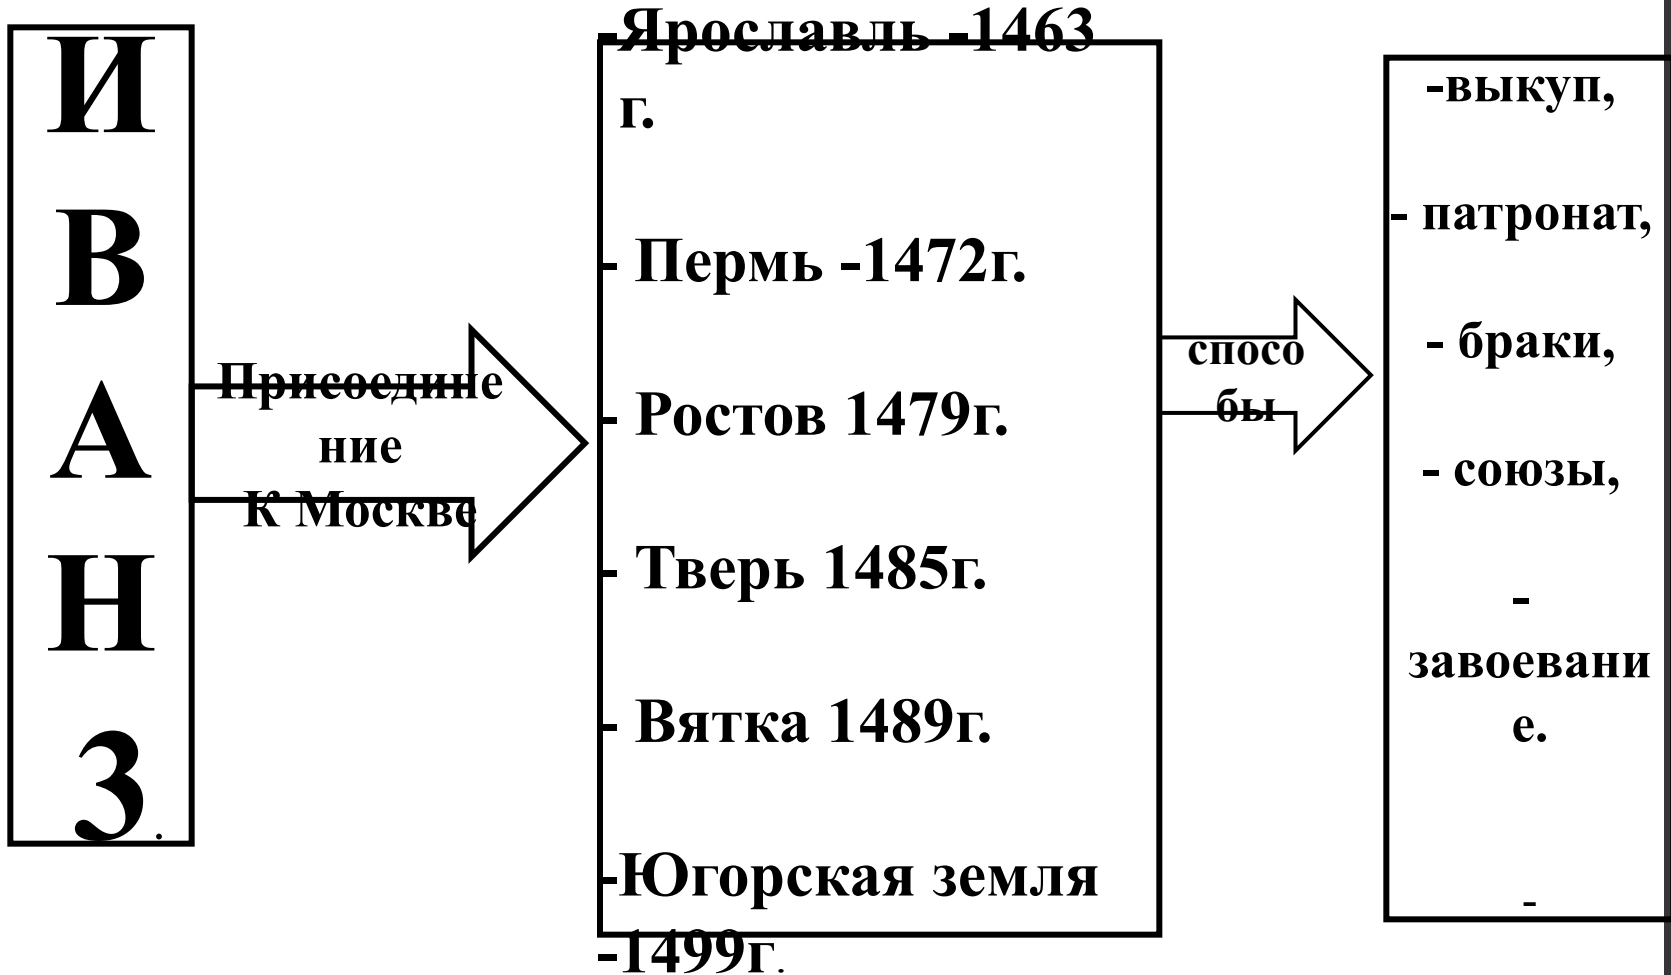 И
В
А
Н
3.
Присоедине
ние
К Москве
-Ярославль -1463
г.
- Пермь -1472г.
- Ростов 1479г.
- Тверь 1485г.
- Вятка 1489г.
-Югорская земля
-1499г.
спосо
бы
-выкуп,
- патронат,
- браки,
- союзы,
-
завоевани
е.
-